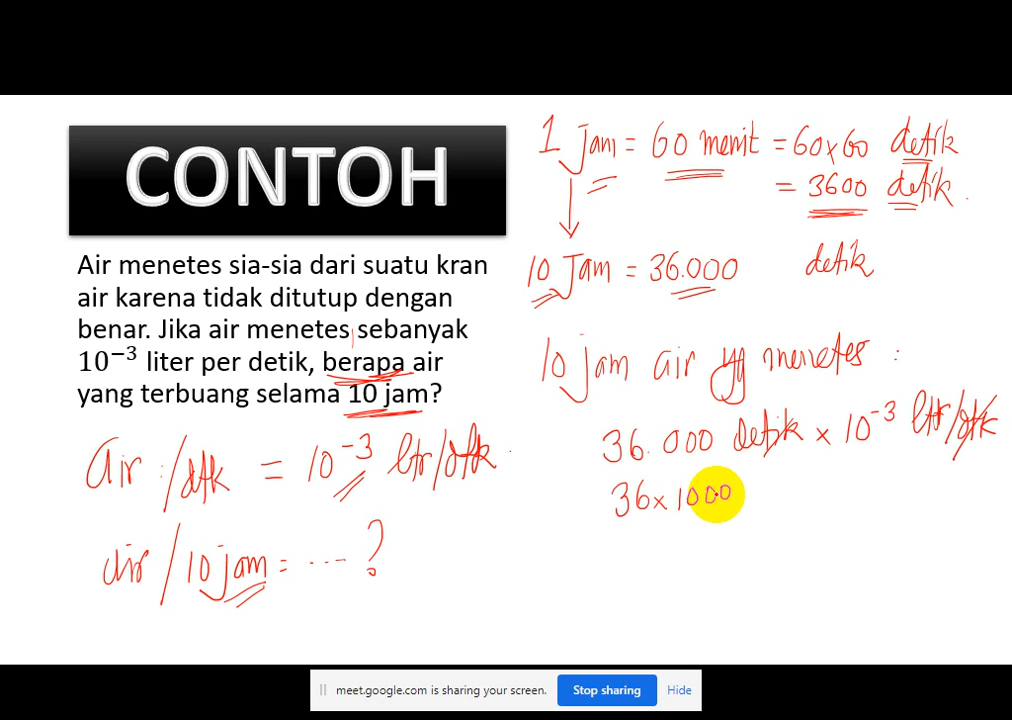 CONTOH
Air menetes sia-sia dari suatu kran
air karena tidak ditutup dengan
benar. Jika air menetes sebanyak
10⁻³ liter per detik, berapa air
yang terbuang selama 10 jam?
air /dtk = 10⁻³ ltr/dtk
air / 10 jam = .... ?
1 jam = 60 menit = 60x60 detik
= 3600 detik.
10 Jam = 36.000 detik
10 jam air yg menetes :
36.000 detik x 10⁻³ ltr/dtk
36 x 1000
meet.google.com is sharing your screen.
Stop sharing
Hide